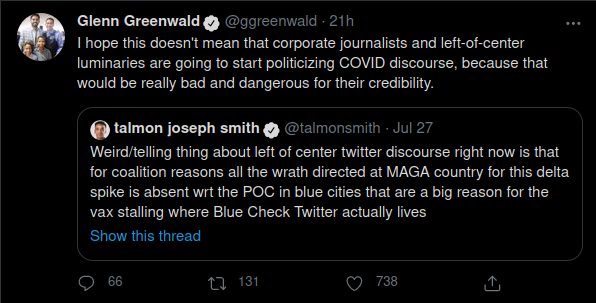 Glenn Greenwald @ggreenwald · 21h
I hope this doesn't mean that corporate journalists and left-of-center
luminaries are going to start politicizing COVID discourse, because that
would be really bad and dangerous for their credibility.
talmon joseph smith @talmonsmith · Jul 27
Weird/telling thing about left of center twitter discourse right now is that
for coalition reasons all the wrath directed at MAGA country for this delta
spike is absent wrt the POC in blue cities that are a big reason for the
vax stalling where Blue Check Twitter actually lives
Show this thread
66 131 738